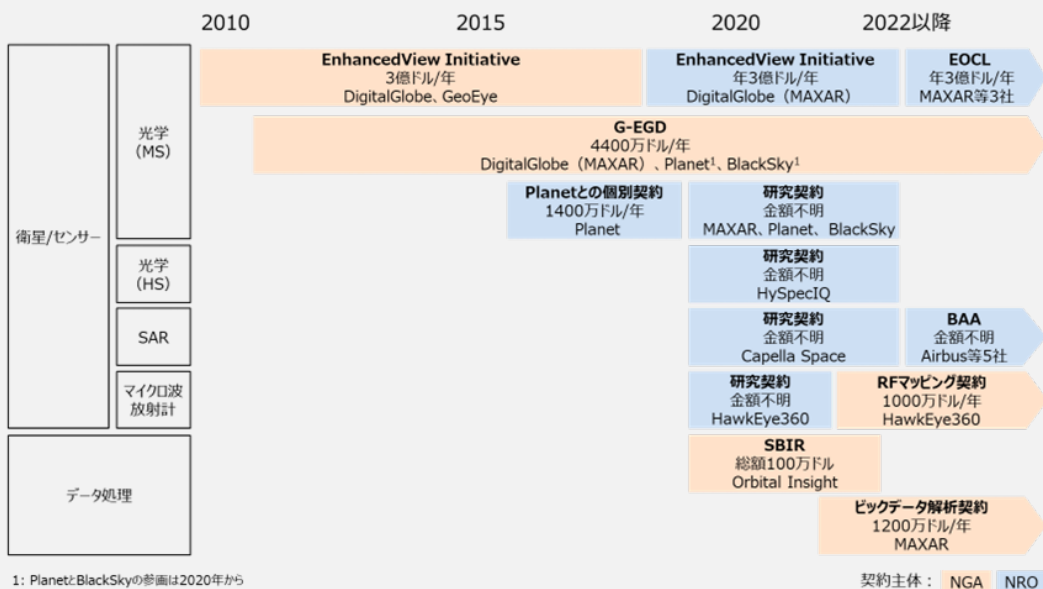 2010 2015 2020 2022以降
衛星/センサー
光学
(MS)
EnhancedView Initiative
3億ドル/年
DigitalGlobe、GeoEye
EnhancedView Initiative
年3億ドル/年
DigitalGlobe（MAXAR）
EOCL
年3億ドル/年
MAXAR等3社
G-EGD
4400万ドル/年
DigitalGlobe（MAXAR）、Planet¹、BlackSky¹
Planetとの個別契約
1400万ドル/年
Planet
研究契約
金額不明
MAXAR、Planet、BlackSky
光学
(HS)
研究契約
金額不明
HySpecIQ
SAR
研究契約
金額不明
Capella Space
BAA
金額不明
Airbus等5社
マイクロ波
放射計
研究契約
金額不明
HawkEye360
RFマッピング契約
1000万ドル/年
HawkEye360
データ処理
SBIR
総額100万ドル
Orbital Insight
ビックデータ解析契約
1200万ドル/年
MAXAR
1: PlanetとBlackSkyの参画は2020年から
契約主体： NGA NRO